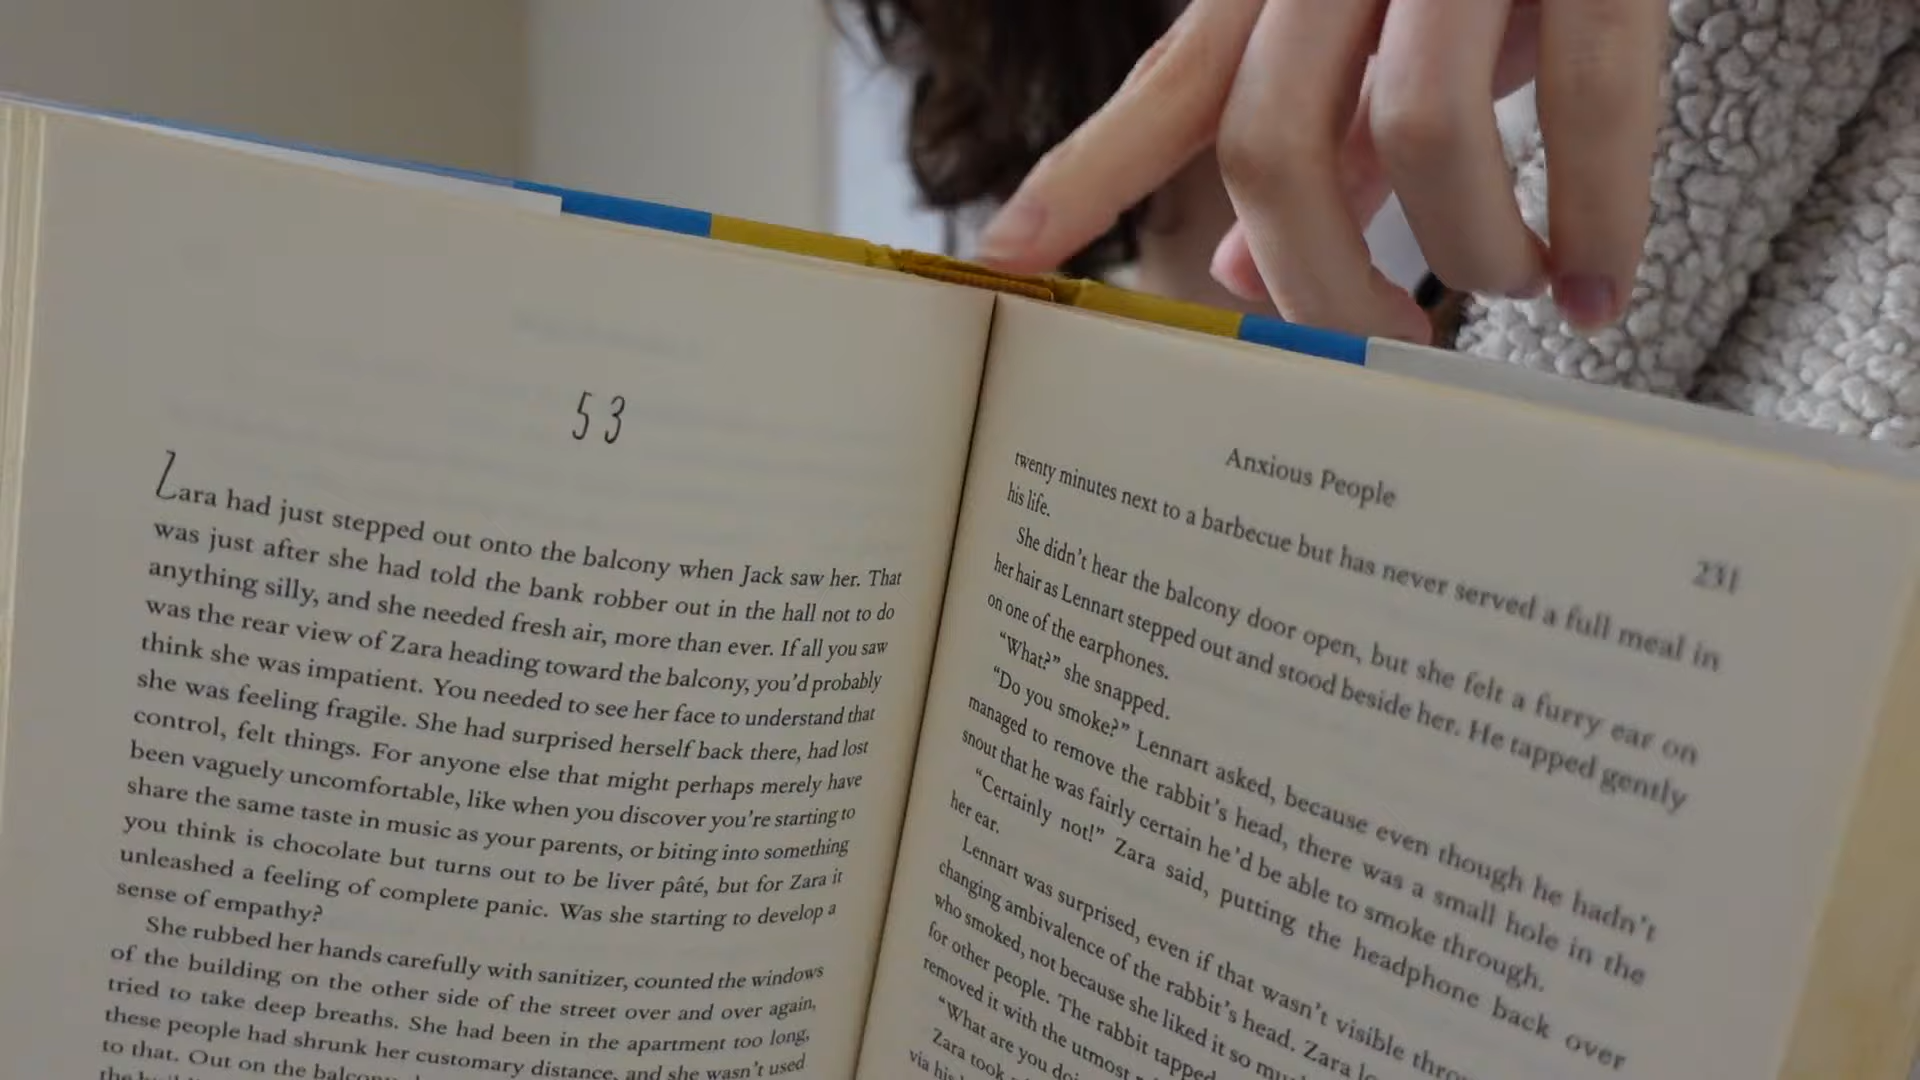 53
Zara had just stepped out onto the balcony when Jack saw her. That
was just after she had told the bank robber out in the hall not to do
anything silly, and she needed fresh air, more than ever. If all you saw
was the rear view of Zara heading toward the balcony, you'd probably
think she was impatient. You needed to see her face to understand that
she was feeling fragile. She had surprised herself back there, had lost
control, felt things. For anyone else that might perhaps merely have
been vaguely uncomfortable, like when you discover you're starting to
share the same taste in music as your parents, or biting into something
you think is chocolate but turns out to be liver pâté, but for Zara it
unleashed a feeling of complete panic. Was she starting to develop a
sense of empathy?
She rubbed her hands carefully with sanitizer, counted the windows
of the building on the other side of the street over and over again,
tried to take deep breaths. She had been in the apartment too long,
these people had shrunk her customary distance, and she wasn't used
to that. Out on the balcony
Anxious People
231
twenty minutes next to a barbecue but has never served a full meal in
his life.
She didn't hear the balcony door open, but she felt a furry ear on
her hair as Lennart stepped out and stood beside her. He tapped gently
on one of the earphones.
"What?" she snapped.
"Do you smoke?" Lennart asked, because even though he hadn't
managed to remove the rabbit's head, there was a small hole in the
snout that he was fairly certain he'd be able to smoke through.
"Certainly not!" Zara said, putting the headphone back over
her ear.
Lennart was surprised, even if that wasn't visible
changing ambivalence of the rabbit's head. Zara
who smoked, not because she liked it so
for other people. The rabbit tapped
removed it with the utmost
"What are you
Zara took
via his